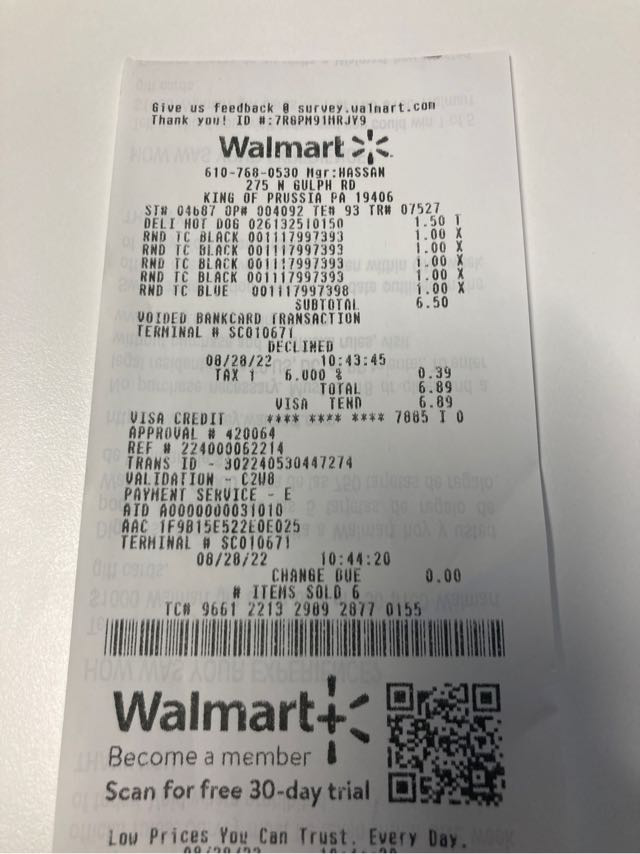 Give us feedback @ survey.walmart.com
Thank you! ID #:7R6PM91MRJY9
Walmart
610-768-0530 Mgr:HASSAN
275 N GULPH RD
KING OF PRUSSIA PA 19406
ST# 04687 OP# 004092 TE# 93 TR# 07527
DELI HOT DOG 026132510150 1.50 T
RND TC BLACK 001117997393 1.00 X
RND TC BLACK 001117997393 1.00 X
RND TC BLACK 001117997393 1.00 X
RND TC BLACK 001117997393 1.00 X
RND TC BLUE 001117997398 1.00 X
SUBTOTAL 6.50
VOIDED BANKCARD TRANSACTION
TERMINAL # SC010671
DECLINED
08/28/22 10:43:45
TAX 1 6.000 % 0.39
TOTAL 6.89
VISA TEND 6.89
VISA CREDIT **** **** **** 7885 I 0
APPROVAL # 420064
REF # 224000062214
TRANS ID - 302240530447274
VALIDATION - C2W8
PAYMENT SERVICE - E
AID A0000000031010
AAC 1F9815E522E0E025
TERMINAL # SC010671
08/28/22 10:44:20
CHANGE DUE 0.00
# ITEMS SOLD 6
TC# 9661 2213 2989 2877 0155
Walmart+
Become a member
Scan for free 30-day trial
Low Prices You Can Trust. Every Day.